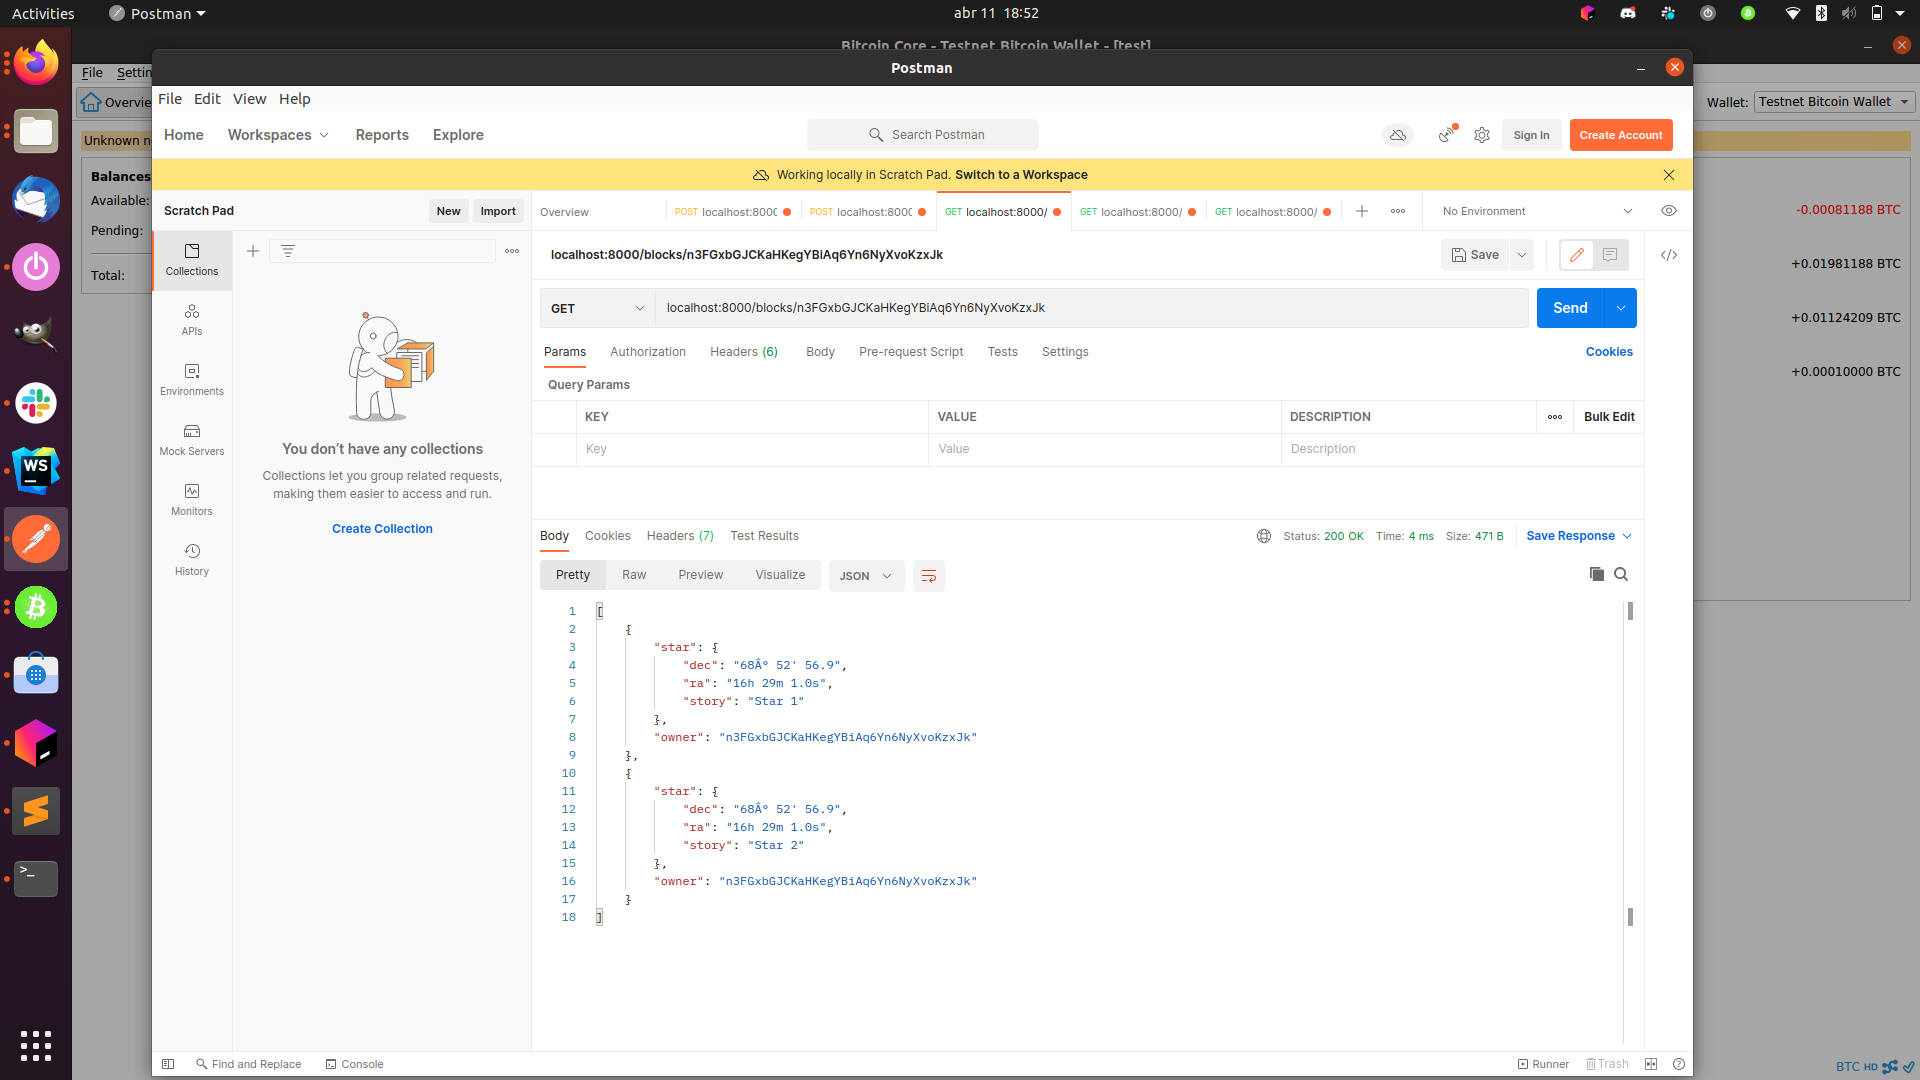 Activities
Postman
abr 11 18:52
Bitcoin Core - Testnet Bitcoin Wallet - [test]
File
Postman
File Edit View Help
Wallet: Testnet Bitcoin Wallet
Home Workspaces Reports Explore
Search Postman
Sign In
Create Account
Working locally in Scratch Pad. Switch to a Workspace
Balances
Available:
Pending:
Total:
-0.00081188 BTC
+0.01981188 BTC
+0.01124209 BTC
+0.00010000 BTC
Scratch Pad
New
Import
Overview
POST localhost:800
POST localhost:800
GET localhost:8000/
GET localhost:8000/
GET localhost:8000/
No Environment
Collections
APIs
Environments
Mock Servers
Monitors
History
You don’t have any collections
Collections let you group related requests,
making them easier to access and run.
Create Collection
localhost:8000/blocks/n3FGxbGJCKaHKegYBiAq6Yn6NyXvoKzxJk
Save
GET
localhost:8000/blocks/n3FGxbGJCKaHKegYBiAq6Yn6NyXvoKzxJk
Send
Params Authorization Headers (6) Body Pre-request Script Tests Settings
Cookies
Query Params
KEY VALUE DESCRIPTION
Bulk Edit
Key Value Description
Body Cookies Headers (7) Test Results
Status: 200 OK Time: 4 ms Size: 471 B
Save Response
Pretty Raw Preview Visualize JSON
1 [
2 {
3 "star": {
4 "dec": "68Âº 52' 56.9",
5 "ra": "16h 29m 1.0s",
6 "story": "Star 1"
7 },
8 "owner": "n3FGxbGJCKaHKegYBiAq6Yn6NyXvoKzxJk"
9 },
10 {
11 "star": {
12 "dec": "68Âº 52' 56.9",
13 "ra": "16h 29m 1.0s",
14 "story": "Star 2"
15 },
16 "owner": "n3FGxbGJCKaHKegYBiAq6Yn6NyXvoKzxJk"
17 }
18 ]
Find and Replace
Console
Runner
Trash
BTC HD
WS